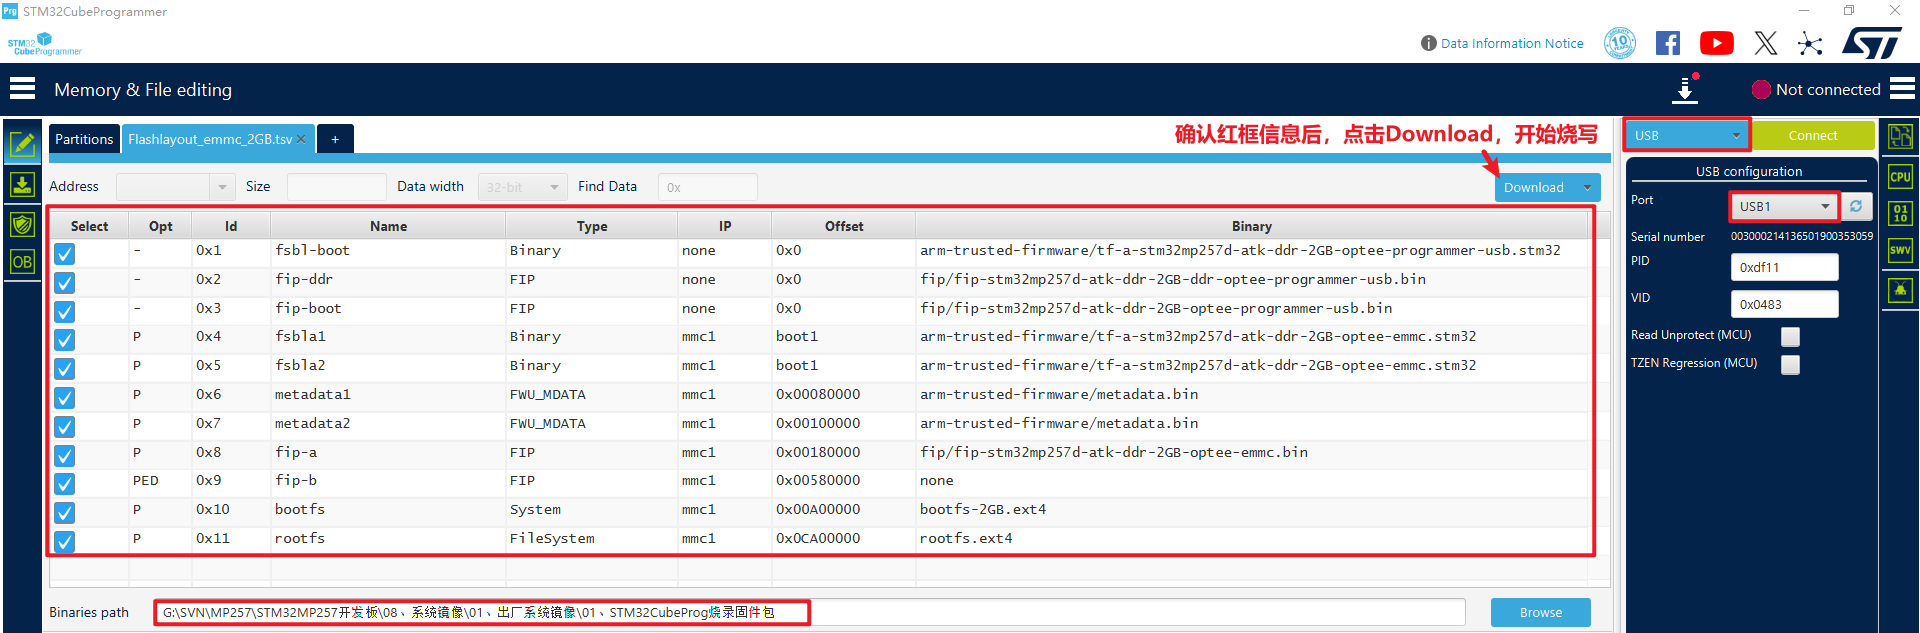 Prg STM32CubeProgrammer
STM32
CubeProgrammer
Data Information Notice
10
Memory & File editing
Not connected
Partitions
Flashlayout_emmc_2GB.tsv
+
确认红框信息后，点击Download，开始烧写
USB
Connect
Address
Size
Data width
32-bit
Find Data
0x
Download
USB configuration
Port
USB1
Serial number
003000214136501900353059
PID
0xdf11
VID
0x0483
Read Unprotect (MCU)
TZEN Regression (MCU)
OB
CPU
01
10
SWV
Select Opt Id Name Type IP Offset Binary
- 0x1 fsbl-boot Binary none 0x0 arm-trusted-firmware/tf-a-stm32mp257d-atk-ddr-2GB-optee-programmer-usb.stm32
- 0x2 fip-ddr FIP none 0x0 fip/fip-stm32mp257d-atk-ddr-2GB-ddr-optee-programmer-usb.bin
- 0x3 fip-boot FIP none 0x0 fip/fip-stm32mp257d-atk-ddr-2GB-optee-programmer-usb.bin
P 0x4 fsbla1 Binary mmc1 boot1 arm-trusted-firmware/tf-a-stm32mp257d-atk-ddr-2GB-optee-emmc.stm32
P 0x5 fsbla2 Binary mmc1 boot1 arm-trusted-firmware/tf-a-stm32mp257d-atk-ddr-2GB-optee-emmc.stm32
P 0x6 metadata1 FWU_MDATA mmc1 0x00080000 arm-trusted-firmware/metadata.bin
P 0x7 metadata2 FWU_MDATA mmc1 0x00100000 arm-trusted-firmware/metadata.bin
P 0x8 fip-a FIP mmc1 0x00180000 fip/fip-stm32mp257d-atk-ddr-2GB-optee-emmc.bin
PED 0x9 fip-b FIP mmc1 0x00580000 none
P 0x10 bootfs System mmc1 0x00A00000 bootfs-2GB.ext4
P 0x11 rootfs FileSystem mmc1 0x0CA00000 rootfs.ext4
Binaries path
G:\SVN\MP257\STM32MP257开发板\08、系统镜像\01、出厂系统镜像\01、STM32CubeProg烧录固件包
Browse